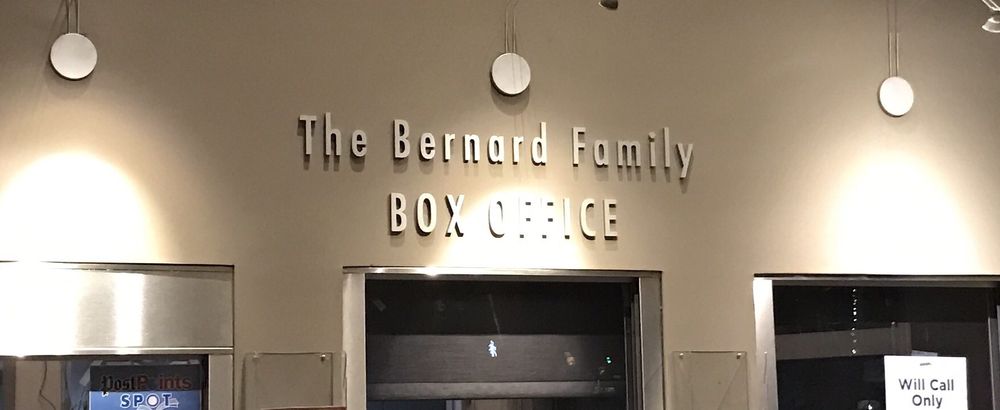 The Bernard Family
BOX OFFICE
PostPoints
SPOT
Will Call
Only